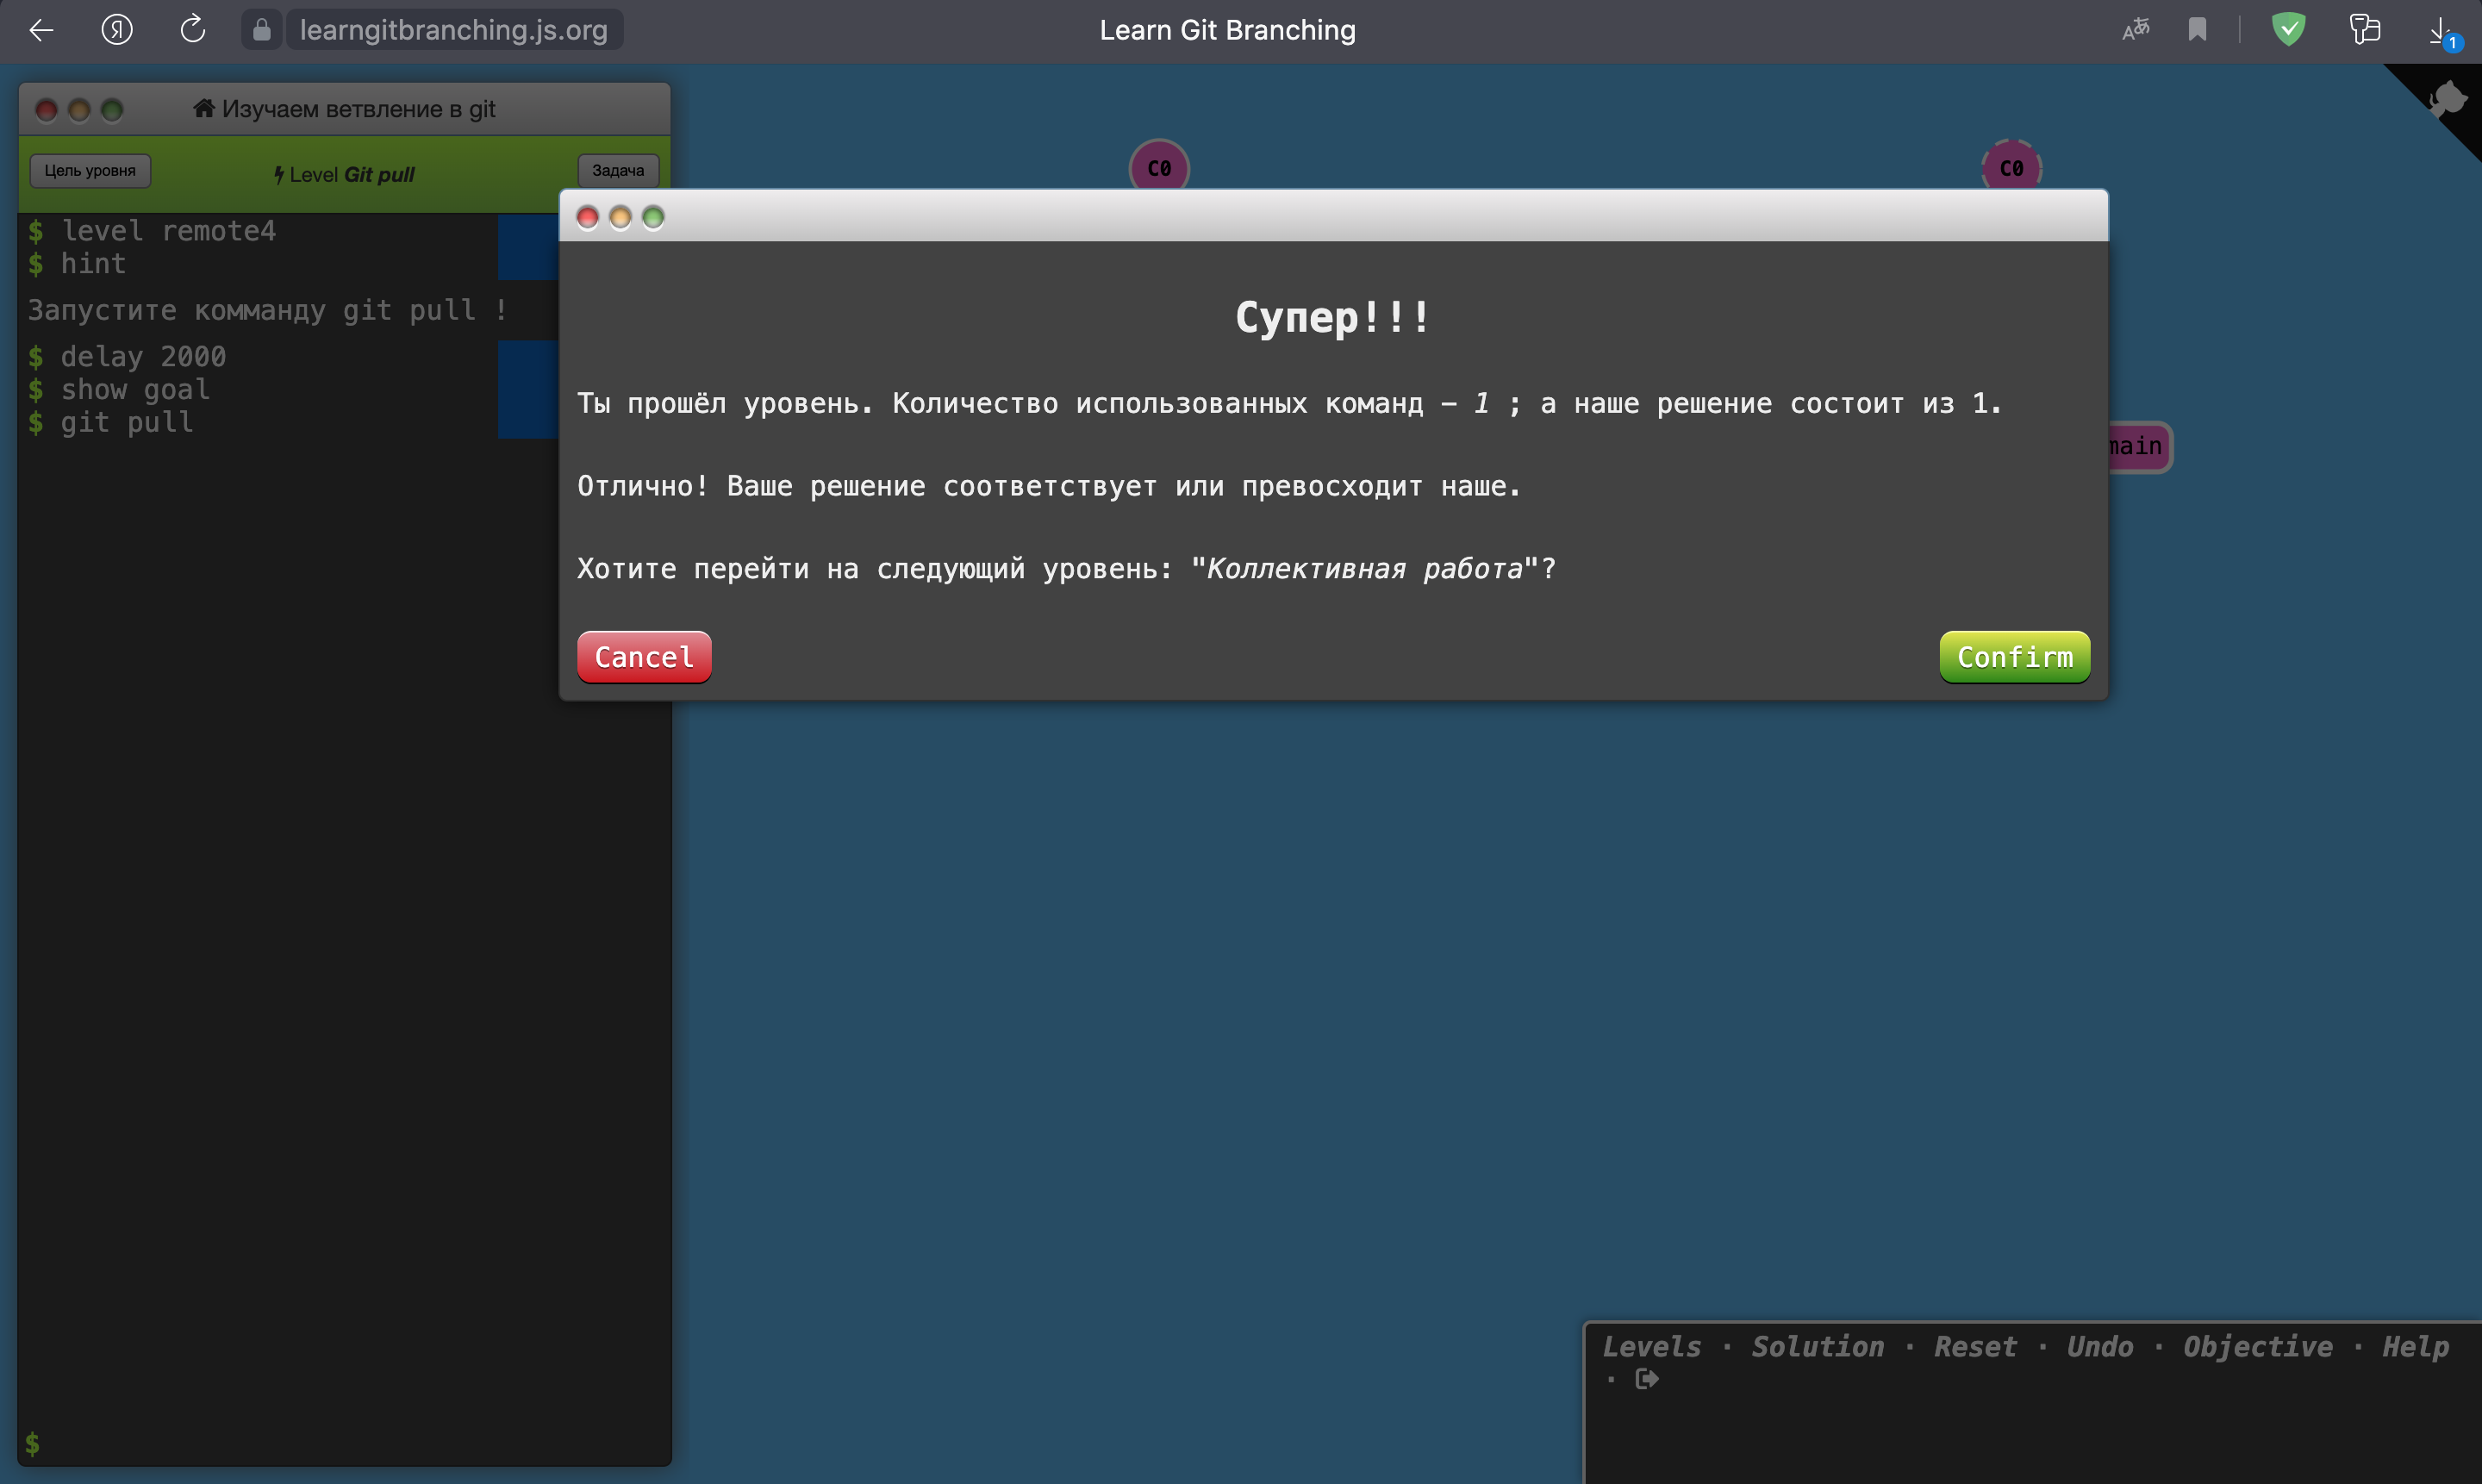 learngitbranching.js.org
Learn Git Branching
1
Изучаем ветвление в git
Цель уровня
Level Git pull
Задача
$ level remote4
$ hint
Запустите комманду git pull !
$ delay 2000
$ show goal
$ git pull
$
C0
C0
main
Супер!!!
Ты прошёл уровень. Количество использованных команд – 1 ; а наше решение состоит из 1.
Отлично! Ваше решение соответствует или превосходит наше.
Хотите перейти на следующий уровень: "Коллективная работа"?
Cancel
Confirm
Levels · Solution · Reset · Undo · Objective · Help
·